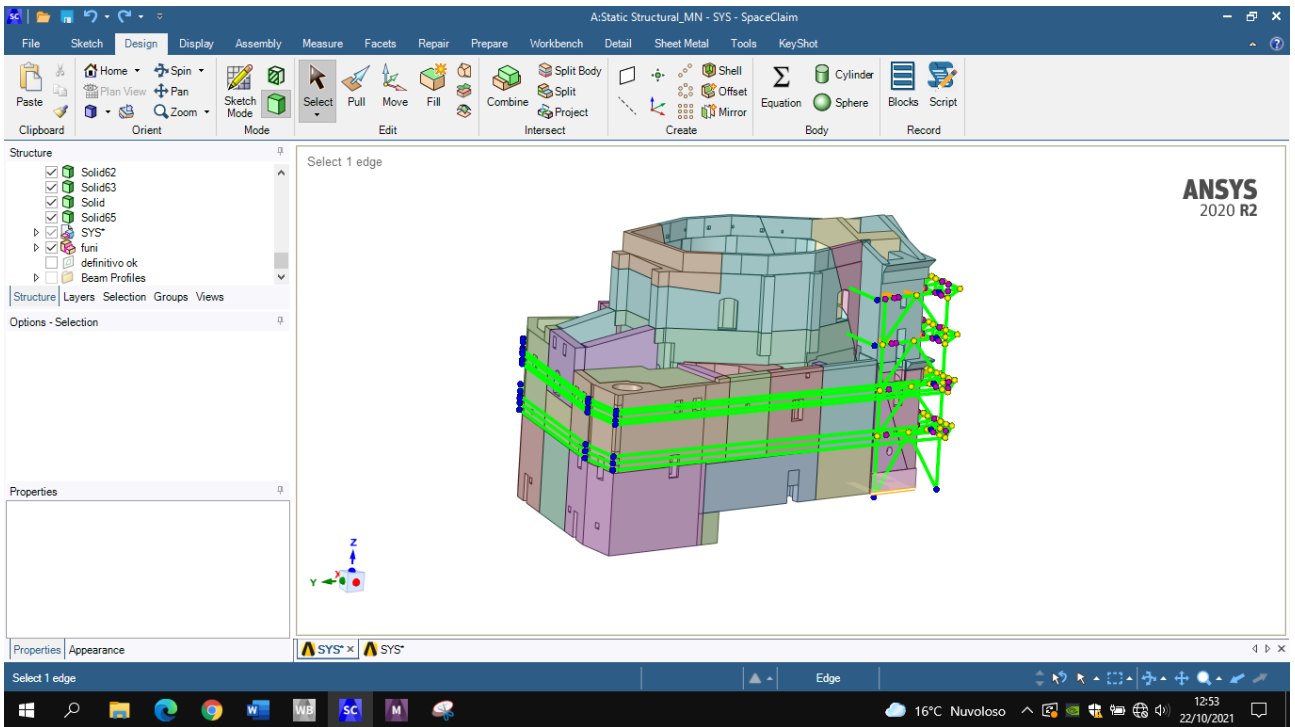 A:Static Structural_MN - SYS - SpaceClaim
File Sketch Design Display Assembly Measure Facets Repair Prepare Workbench Detail Sheet Metal Tools KeyShot
Home Spin Split Body Shell Cylinder
Plan View Pan Split Offset
Paste Zoom Sketch Mode Select Pull Move Fill Combine Project Mirror Equation Sphere Blocks Script
Clipboard Orient Mode Edit Intersect Create Body Record
Structure
Solid62
Solid63
Solid
Solid65
SYS*
funi
definitivo ok
Beam Profiles
Structure Layers Selection Groups Views
Options - Selection
Properties
Properties Appearance
Select 1 edge
ANSYS
2020 R2
Z
Y
X
SYS* SYS*
Select 1 edge Edge
W WB SC M 16°C Nuvoloso 12:53
22/10/2021